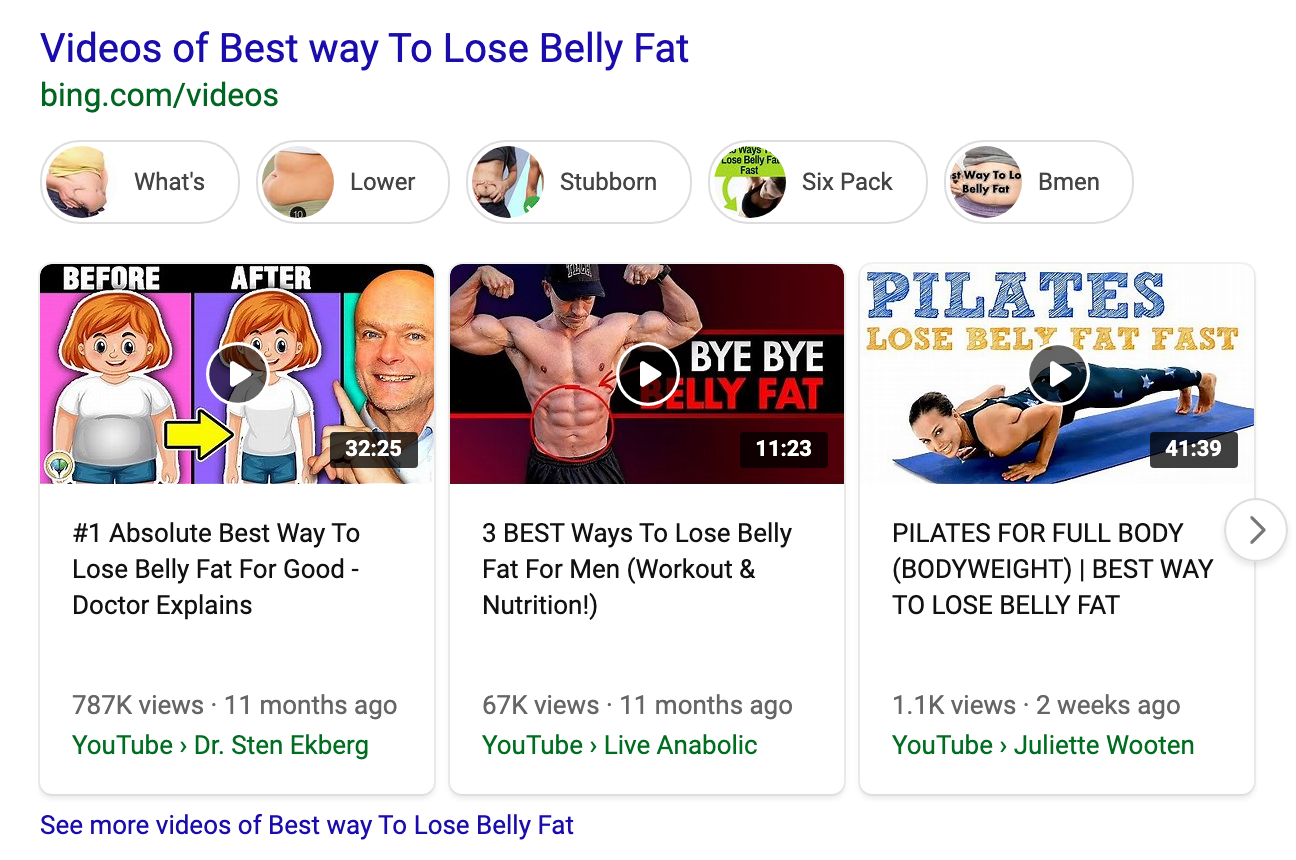 Videos of Best way To Lose Belly Fat
bing.com/videos
What's
Lower
10
Stubborn
Lose Belly Fat
Fast
Six Pack
st Way To Lo
Belly Fat
Bmen
BEFORE AFTER
32:25
BYE BYE
BELLY FAT
11:23
PILATES
LOSE BELY FAT FAST
41:39
#1 Absolute Best Way To
Lose Belly Fat For Good -
Doctor Explains
787K views · 11 months ago
YouTube › Dr. Sten Ekberg
3 BEST Ways To Lose Belly
Fat For Men (Workout &
Nutrition!)
67K views · 11 months ago
YouTube › Live Anabolic
PILATES FOR FULL BODY
(BODYWEIGHT) | BEST WAY
TO LOSE BELLY FAT
1.1K views · 2 weeks ago
YouTube › Juliette Wooten
See more videos of Best way To Lose Belly Fat